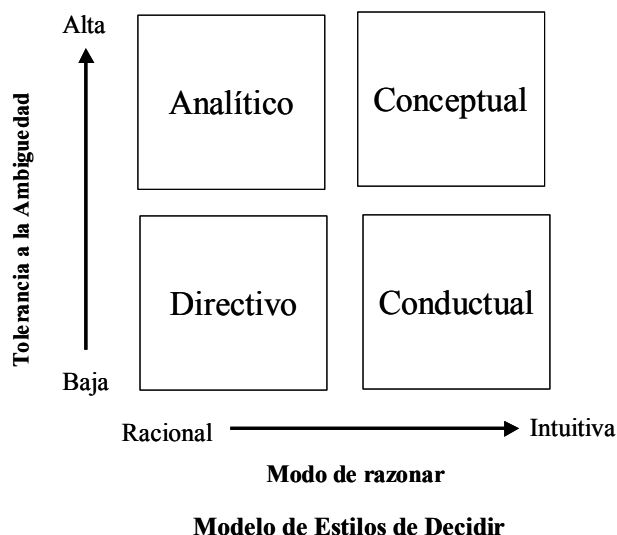 Alta
Analítico
Conceptual
Tolerancia a la Ambiguedad
Directivo
Conductual
Baja
Racional
Intuitiva
Modo de razonar
Modelo de Estilos de Decidir